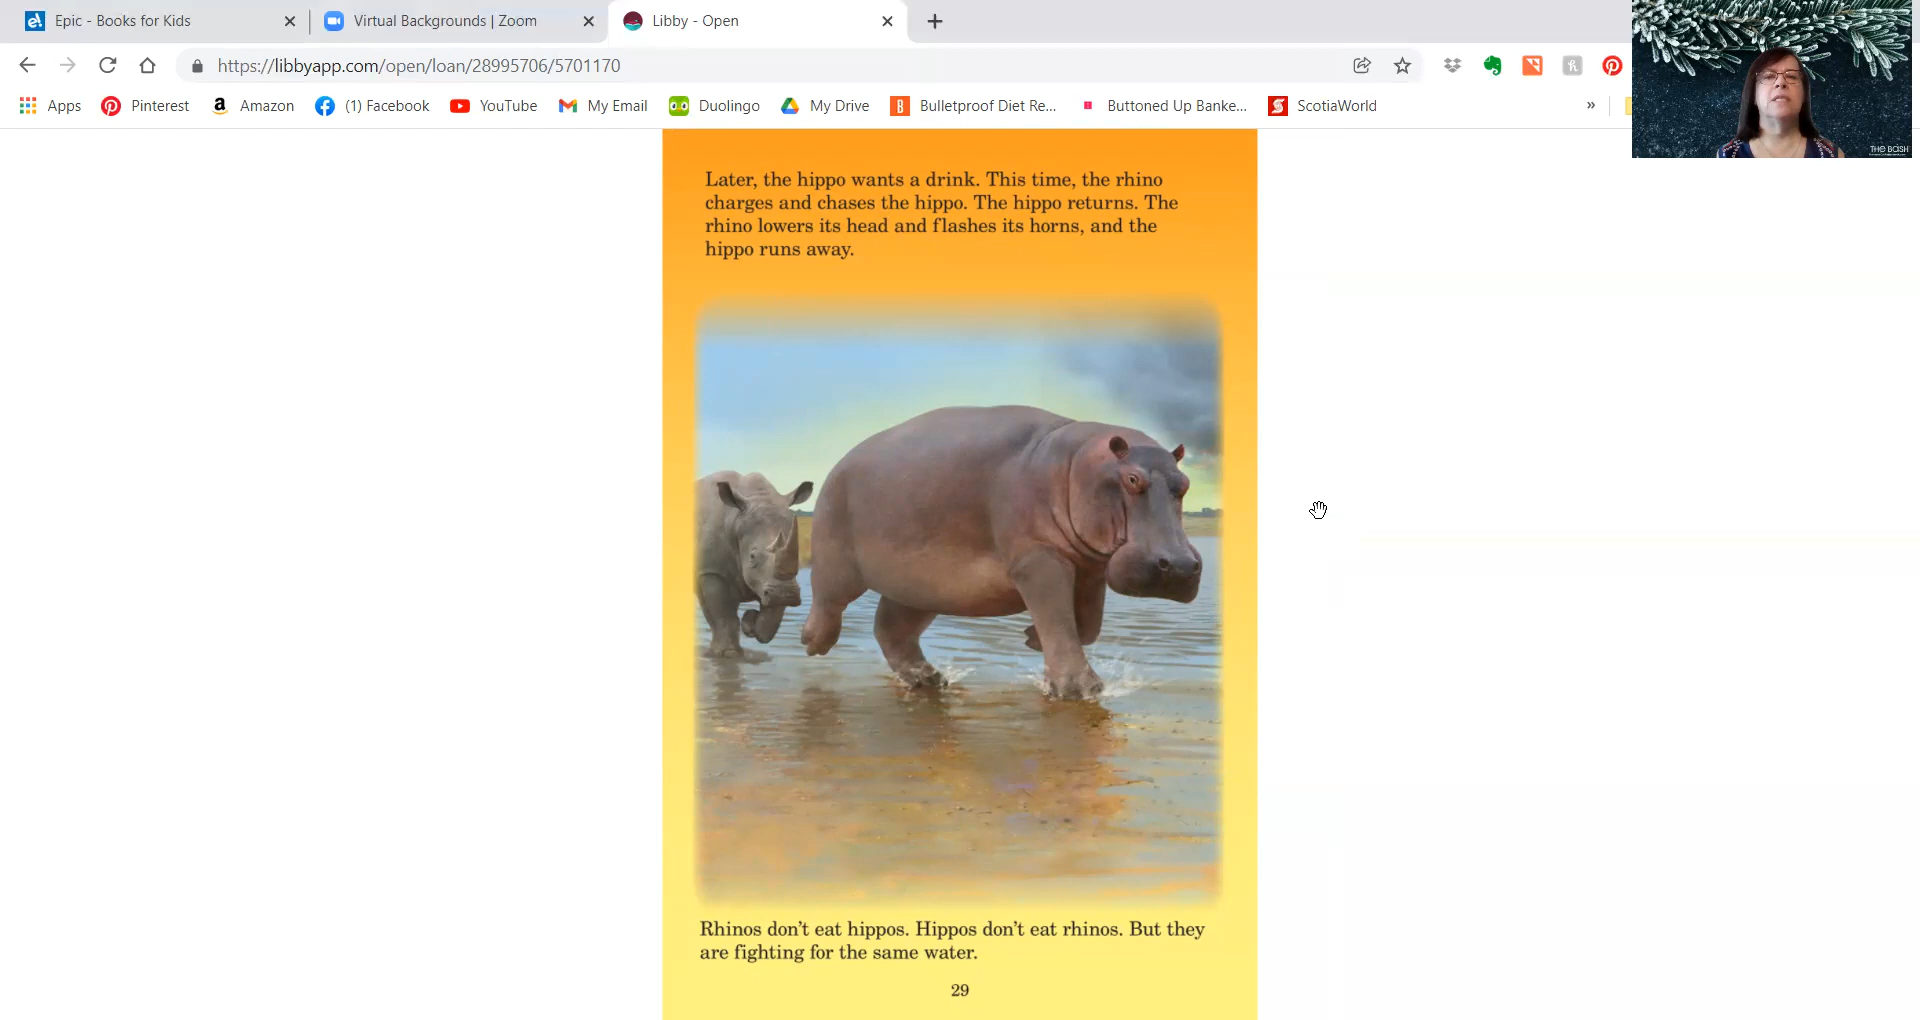 Epic - Books for Kids
Virtual Backgrounds | Zoom
Libby - Open
https://libbyapp.com/open/loan/28995706/5701170
Apps Pinterest Amazon (1) Facebook YouTube My Email Duolingo My Drive Bulletproof Diet Re... Buttoned Up Banke... ScotiaWorld »
THE BASH
Later, the hippo wants a drink. This time, the rhino
charges and chases the hippo. The hippo returns. The
rhino lowers its head and flashes its horns, and the
hippo runs away.
Rhinos don't eat hippos. Hippos don't eat rhinos. But they
are fighting for the same water.
29